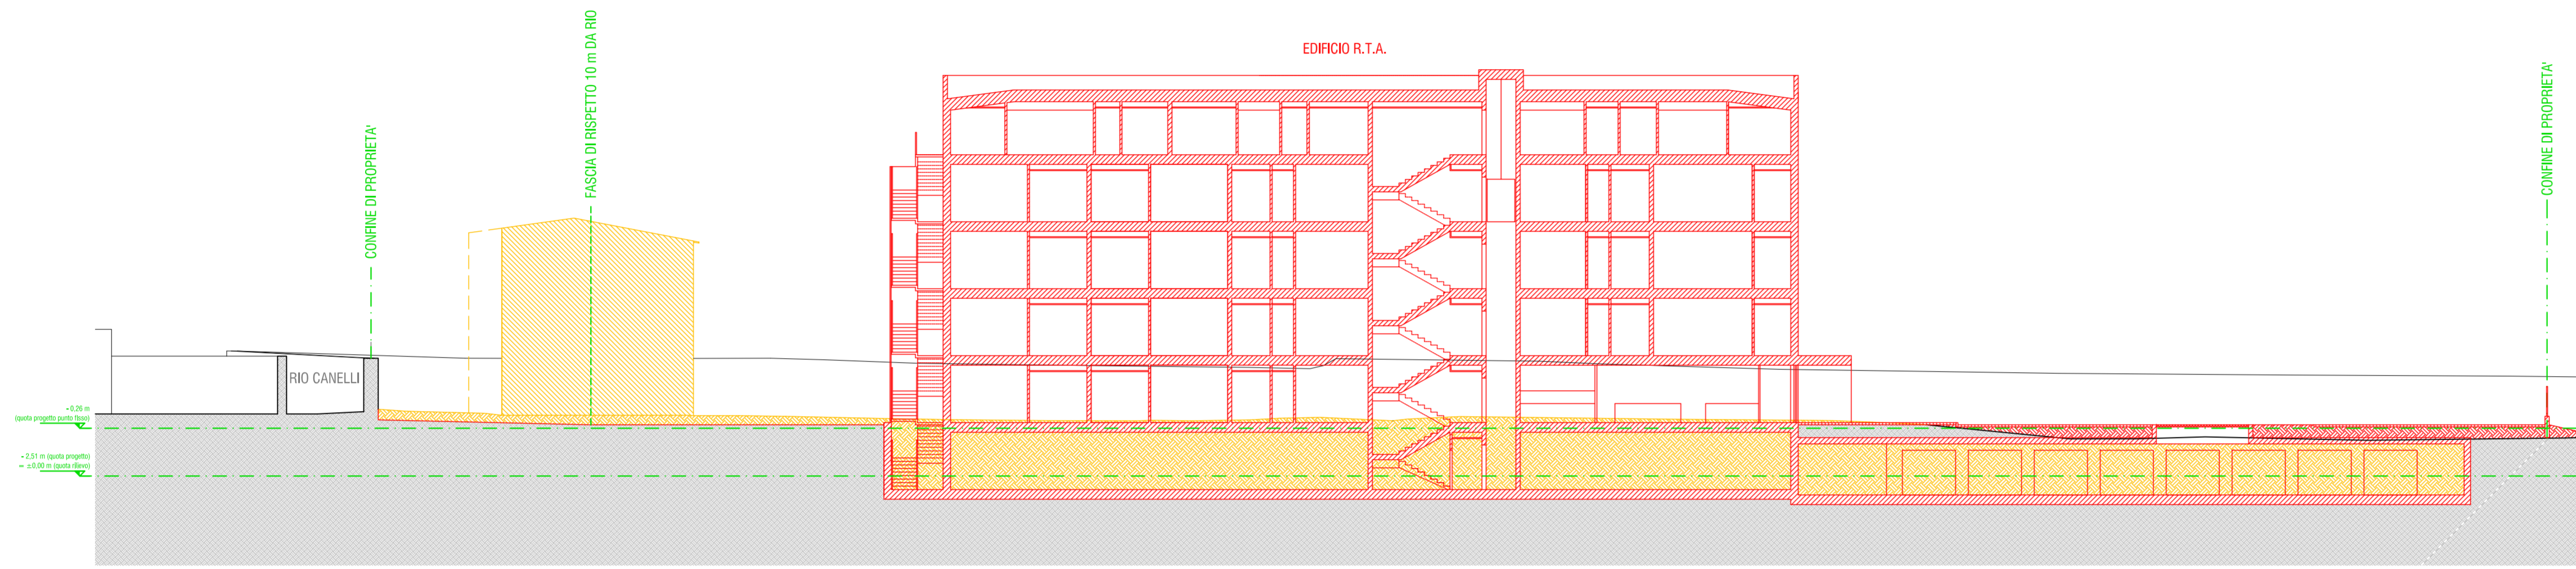 EDIFICIO R.T.A.
CONFINE DI PROPRIETA'
FASCIA DI RISPETTO 10 m DA RIO
CONFINE DI PROPRIETA'
RIO CANELLI
- 0,26 m
(quota progetto punto fisso)
- 2,51 m (quota progetto)
= ±0.00 m (quota rilievo)